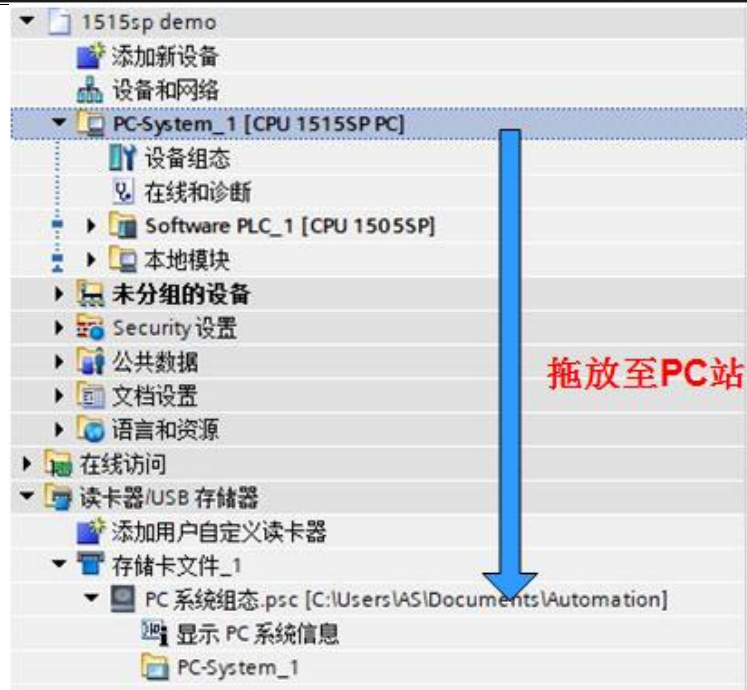 1515sp demo
添加新设备
设备和网络
PC-System_1 [CPU 1515SP PC]
设备组态
在线和诊断
Software PLC_1 [CPU 1505SP]
本地模块
未分组的设备
Security 设置
公共数据
拖放至PC站
文档设置
语言和资源
在线访问
读卡器/USB 存储器
添加用户自定义读卡器
存储卡文件_1
PC 系统组态.psc [C:\Users\AS\Documents\Automation]
显示 PC 系统信息
PC-System_1